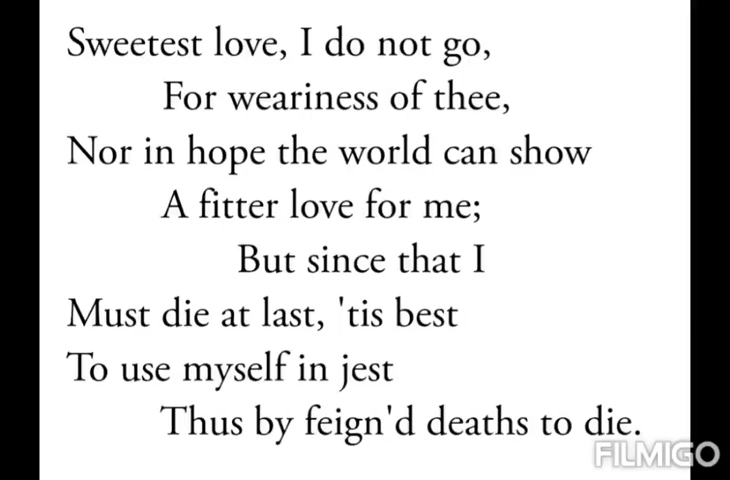 Sweetest love, I do not go,
For weariness of thee,
Nor in hope the world can show
A fitter love for me;
But since that I
Must die at last, 'tis best
To use myself in jest
Thus by feign'd deaths to die.
FILMIGO